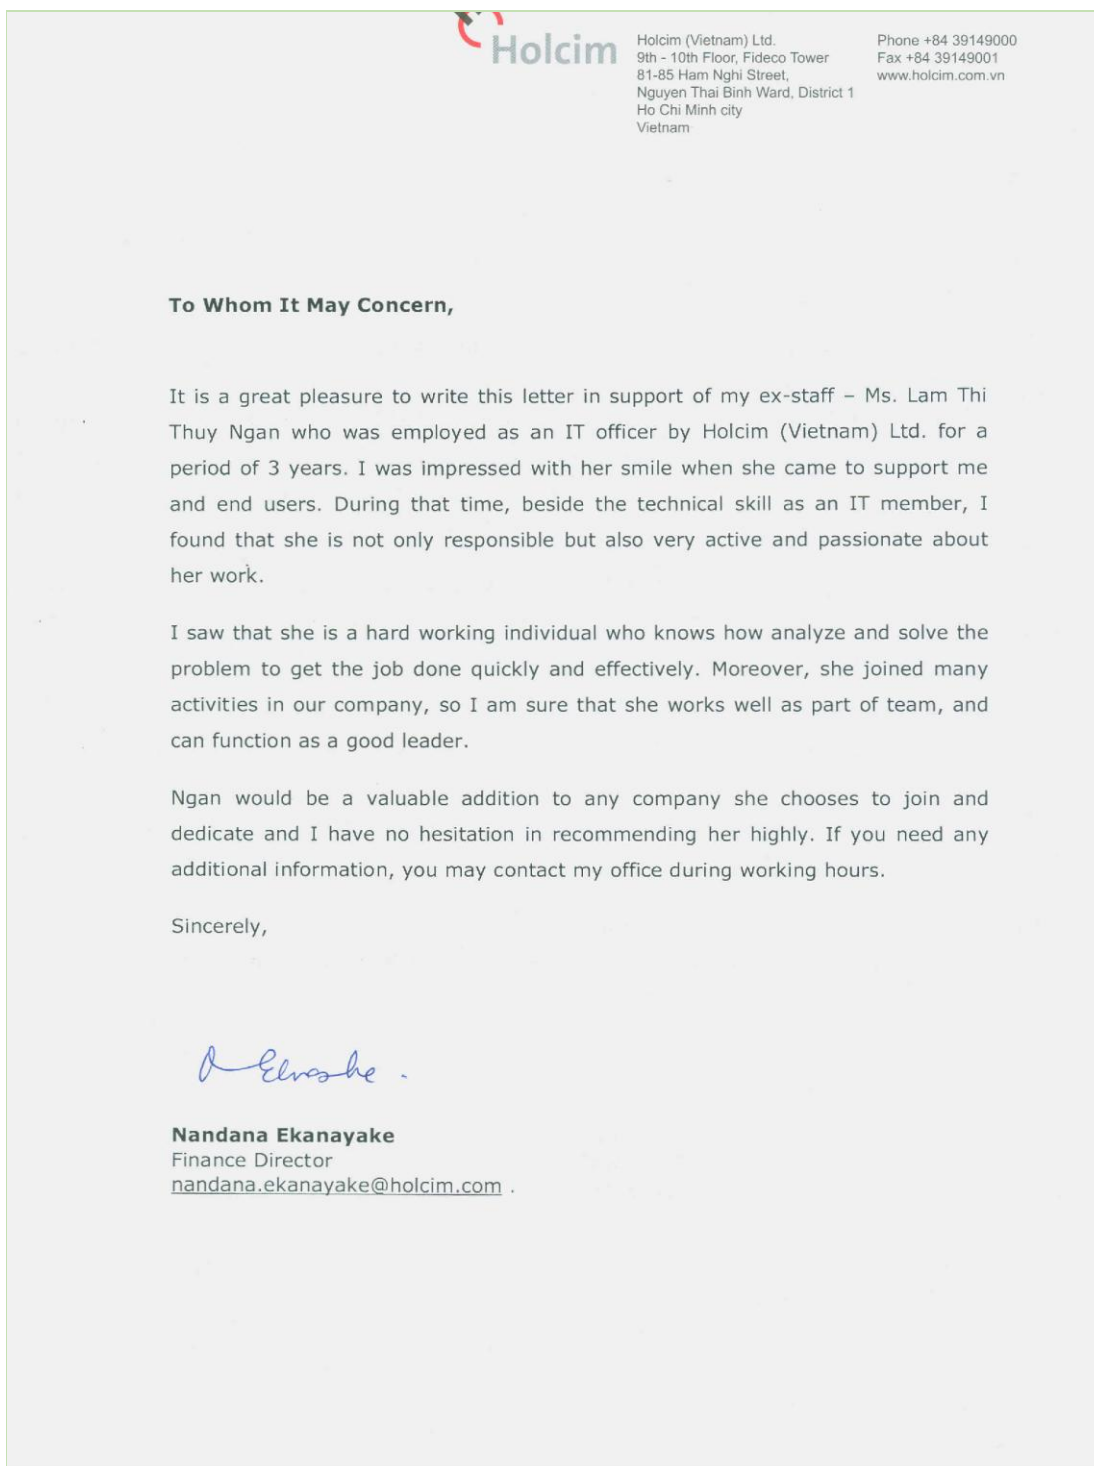 Holcim
Holcim (Vietnam) Ltd.
9th - 10th Floor, Fideco Tower
81-85 Ham Nghi Street,
Nguyen Thai Binh Ward, District 1
Ho Chi Minh city
Vietnam
Phone +84 39149000
Fax +84 39149001
www.holcim.com.vn
To Whom It May Concern,
It is a great pleasure to write this letter in support of my ex-staff – Ms. Lam Thi
Thuy Ngan who was employed as an IT officer by Holcim (Vietnam) Ltd. for a
period of 3 years. I was impressed with her smile when she came to support me
and end users. During that time, beside the technical skill as an IT member, I
found that she is not only responsible but also very active and passionate about
her work.
I saw that she is a hard working individual who knows how analyze and solve the
problem to get the job done quickly and effectively. Moreover, she joined many
activities in our company, so I am sure that she works well as part of team, and
can function as a good leader.
Ngan would be a valuable addition to any company she chooses to join and
dedicate and I have no hesitation in recommending her highly. If you need any
additional information, you may contact my office during working hours.
Sincerely,
Nandana Ekanayake
Finance Director
nandana.ekanayake@holcim.com .